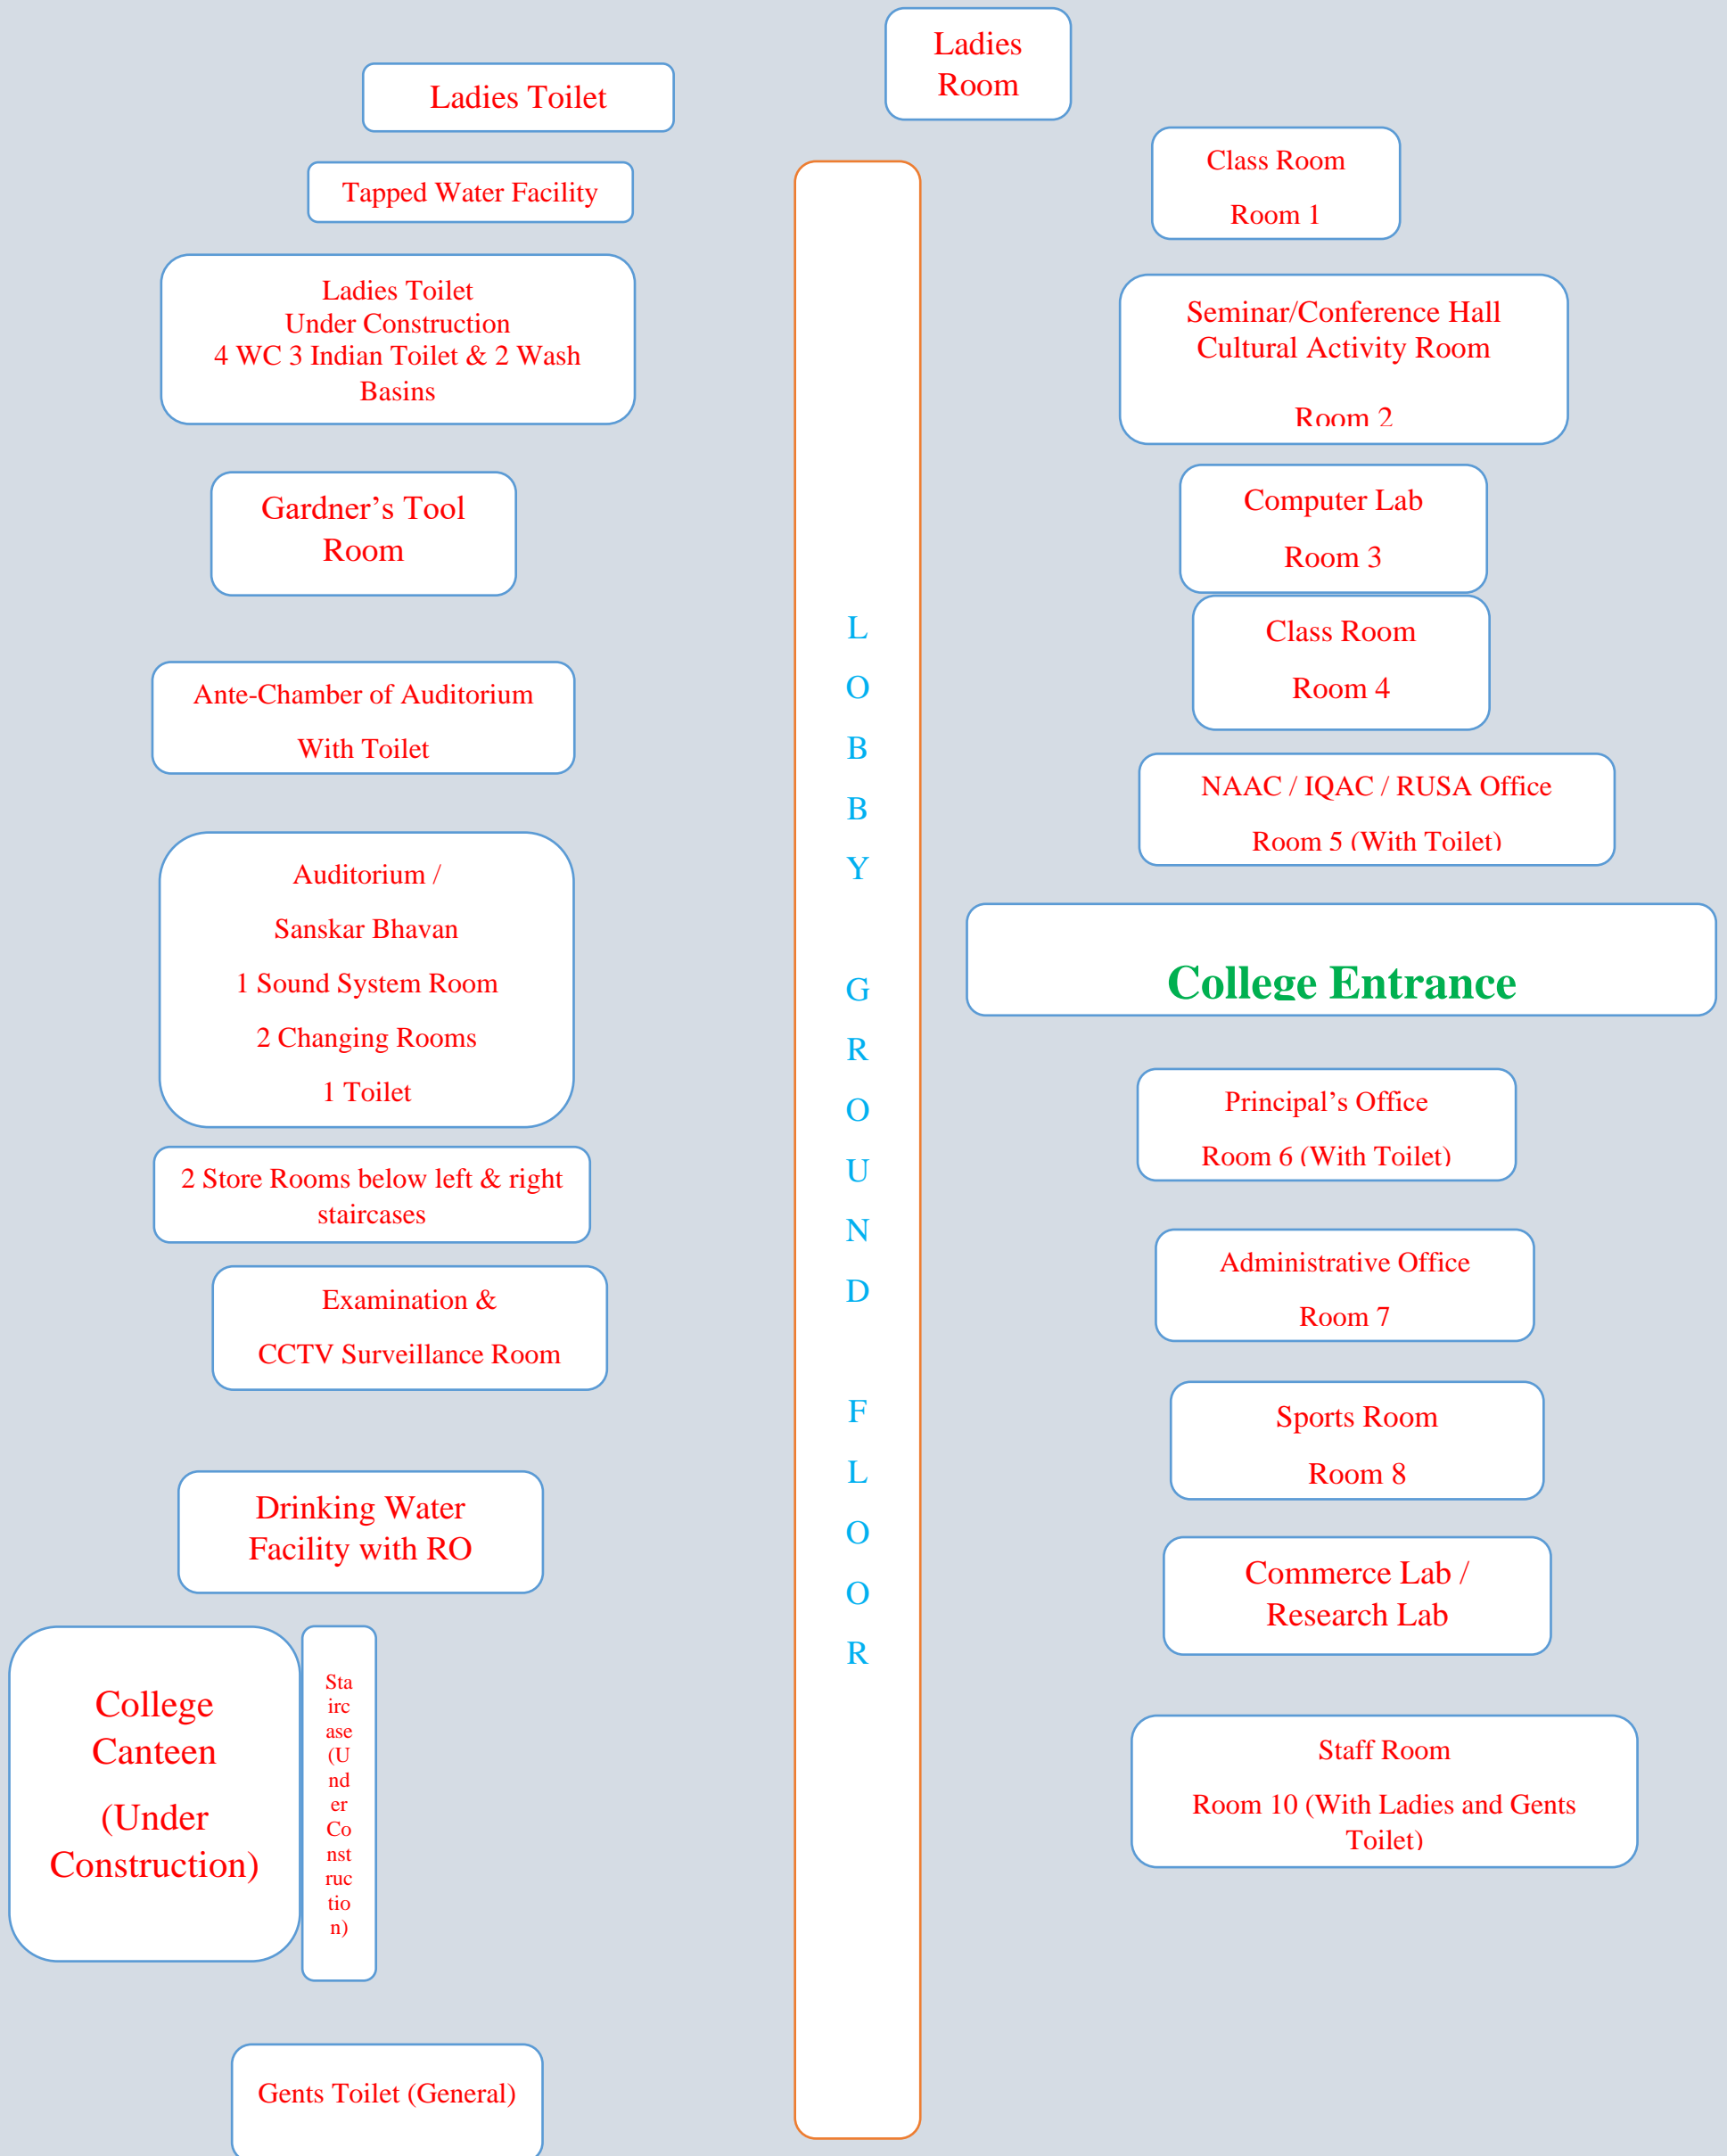 Ladies
Room
Ladies Toilet
Tapped Water Facility
Ladies Toilet
Under Construction
4 WC 3 Indian Toilet & 2 Wash
Basins
Gardner’s Tool
Room
Ante-Chamber of Auditorium
With Toilet
Auditorium /
Sanskar Bhavan
1 Sound System Room
2 Changing Rooms
1 Toilet
2 Store Rooms below left & right
staircases
Examination &
CCTV Surveillance Room
Drinking Water
Facility with RO
College
Canteen
(Under
Construction)
Sta
irc
ase
(U
nd
er
Co
nst
ruc
tio
n)
Gents Toilet (General)
L
O
B
B
Y
G
R
O
U
N
D
F
L
O
O
R
Class Room
Room 1
Seminar/Conference Hall
Cultural Activity Room
Room 2
Computer Lab
Room 3
Class Room
Room 4
NAAC / IQAC / RUSA Office
Room 5 (With Toilet)
College Entrance
Principal’s Office
Room 6 (With Toilet)
Administrative Office
Room 7
Sports Room
Room 8
Commerce Lab /
Research Lab
Staff Room
Room 10 (With Ladies and Gents
Toilet)